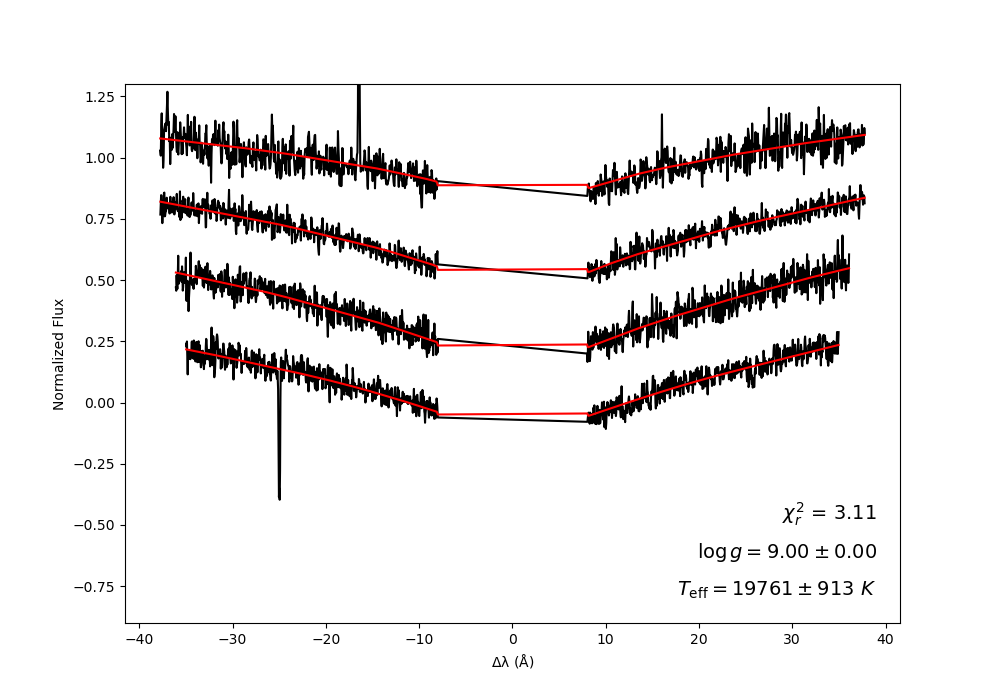 1.25
1.00
0.75
0.50
0.25
0.00
−0.25
−0.50
−0.75
Normalized Flux
χ²ᵣ = 3.11
log g = 9.00 ± 0.00
T_eff = 19761 ± 913 K
−40 −30 −20 −10 0 10 20 30 40
Δλ (Å)